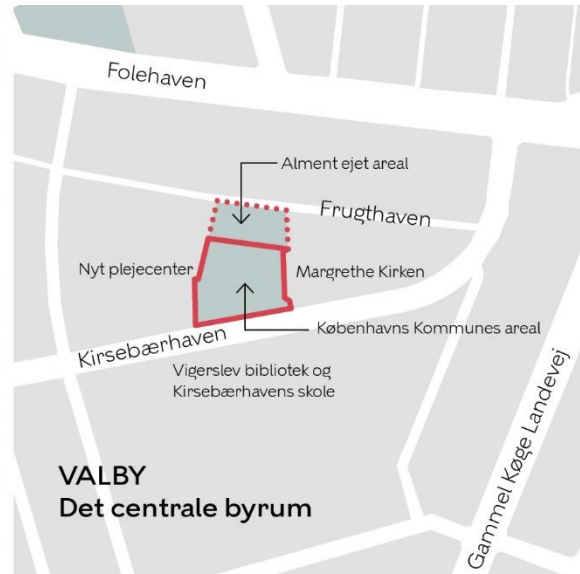 Folehaven
Alment ejet areal
Frugthaven
Nyt plejecenter
Margrethe Kirken
Københavns Kommunes areal
Kirsebærhaven
Vigerslev bibliotek og
Kirsebærhavens skole
Gammel Køge Landevej
VALBY
Det centrale byrum